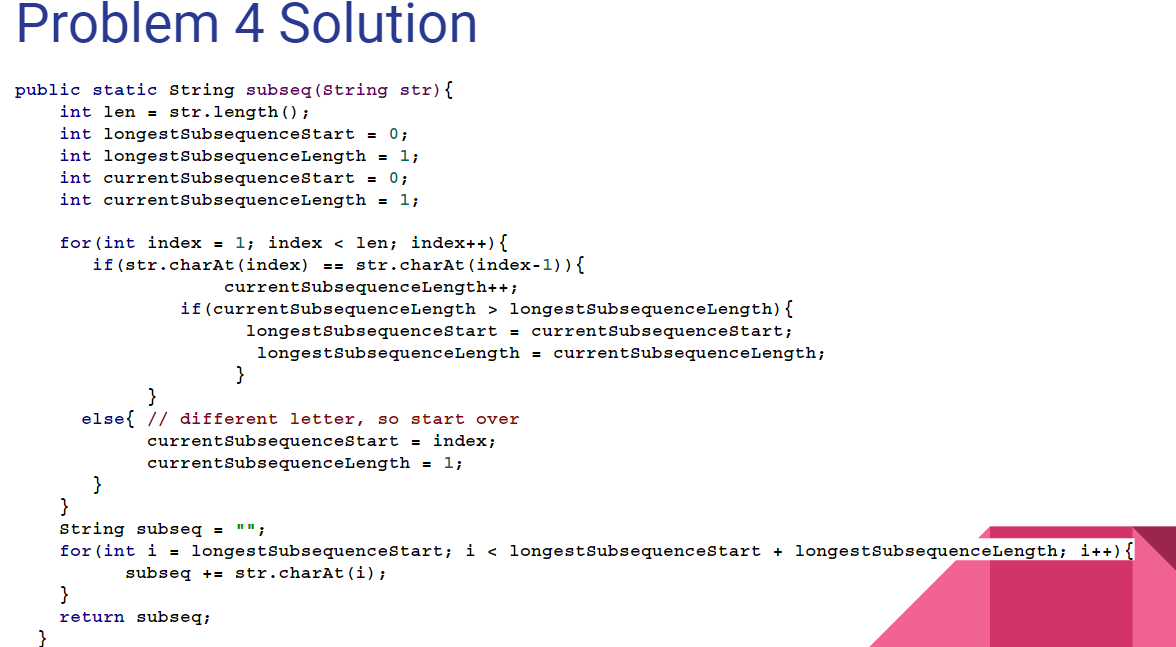 Problem 4 Solution
public static String subseq(String str){
int len = str.length();
int longestSubsequenceStart = 0;
int longestSubsequenceLength = 1;
int currentSubsequenceStart = 0;
int currentSubsequenceLength = 1;
for(int index = 1; index < len; index++){
if(str.charAt(index) == str.charAt(index-1)){
currentSubsequenceLength++;
if(currentSubsequenceLength > longestSubsequenceLength){
longestSubsequenceStart = currentSubsequenceStart;
longestSubsequenceLength = currentSubsequenceLength;
}
}
else{ // different letter, so start over
currentSubsequenceStart = index;
currentSubsequenceLength = 1;
}
}
String subseq = "";
for(int i = longestSubsequenceStart; i < longestSubsequenceStart + longestSubsequenceLength; i++){
subseq += str.charAt(i);
}
return subseq;
}